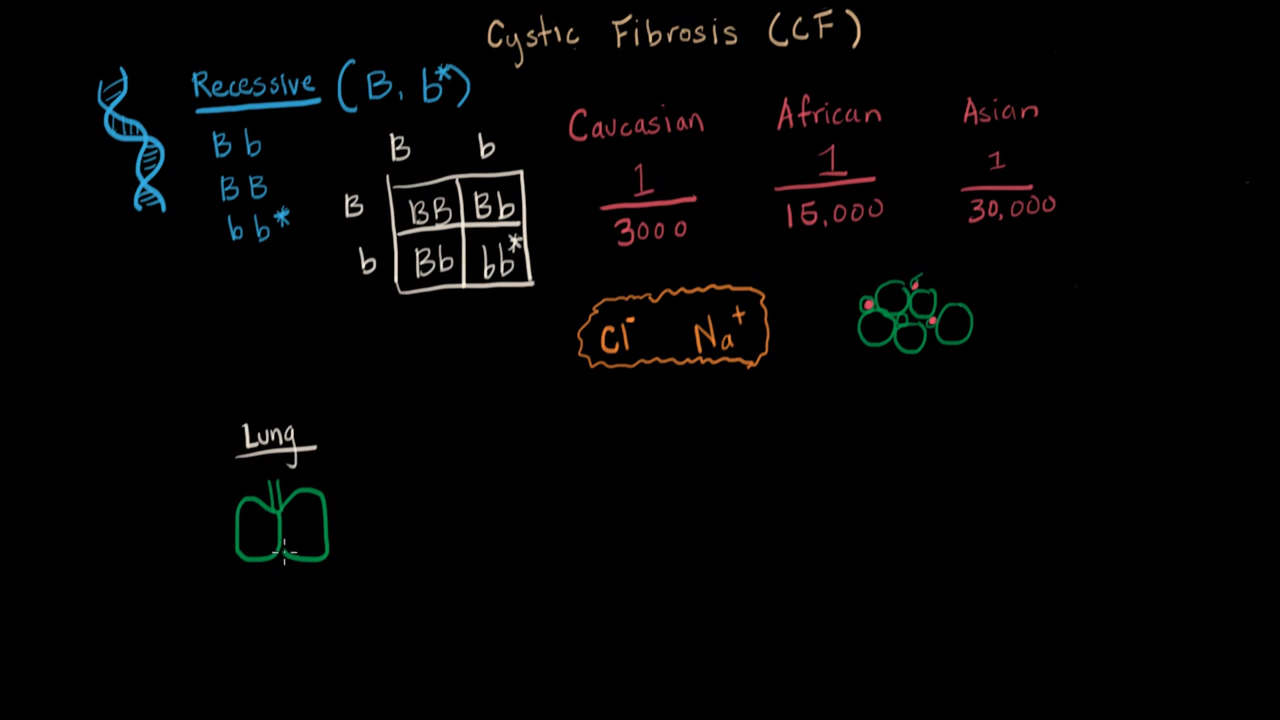 Cystic Fibrosis (CF)
Recessive (B, b*)
B b
B B
b b*
B b
B BB Bb
b Bb bb*
Caucasian African Asian
1 1 1
3000 15,000 30,000
Cl⁻ Na⁺
Lung